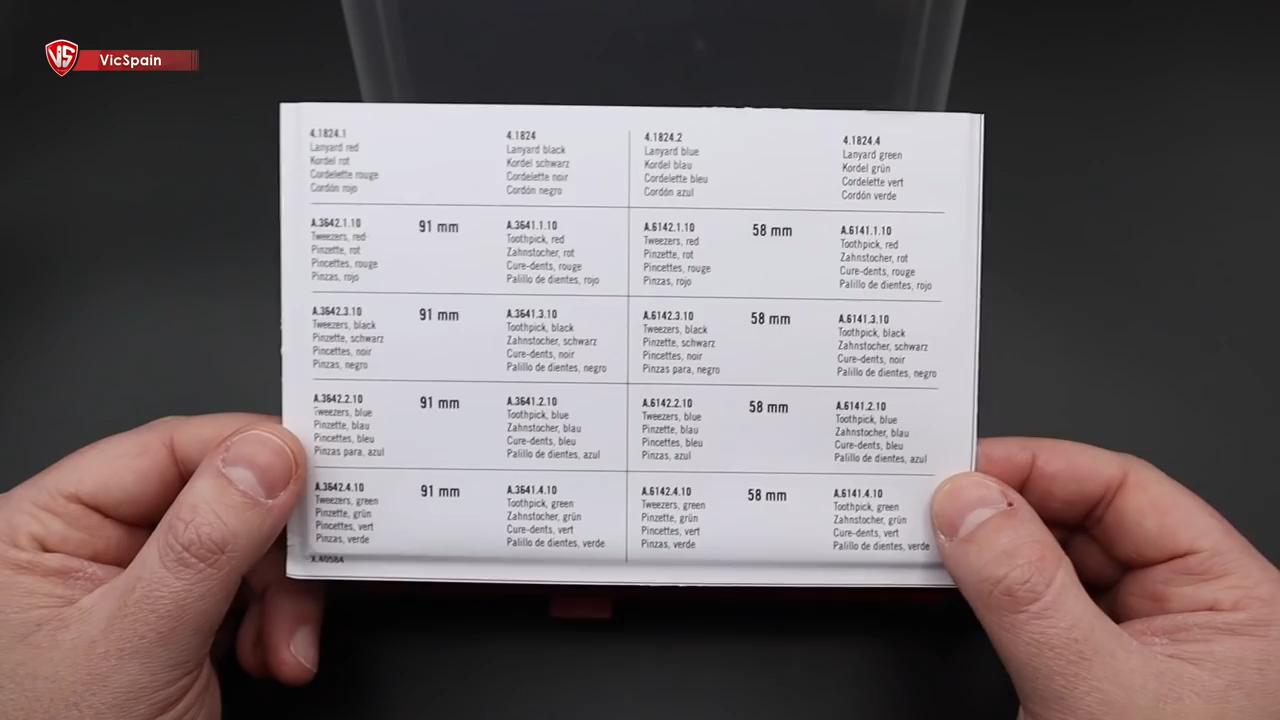 VS
VicSpain
4.1824.1
Lanyard red
Kordel rot
Cordelette rouge
Cordón rojo
4.1824
Lanyard black
Kordel schwarz
Cordelette noir
Cordón negro
4.1824.2
Lanyard blue
Kordel blau
Cordelette bleu
Cordón azul
4.1824.4
Lanyard green
Kordel grün
Cordelette vert
Cordón verde
A.3642.1.10
Tweezers, red
Pinzette, rot
Pincettes, rouge
Pinzas, rojo
91 mm
A.3641.1.10
Toothpick, red
Zahnstocher, rot
Cure-dents, rouge
Palillo de dientes, rojo
A.6142.1.10
Tweezers, red
Pinzette, rot
Pincettes, rouge
Pinzas, rojo
58 mm
A.6141.1.10
Toothpick, red
Zahnstocher, rot
Cure-dents, rouge
Palillo de dientes, rojo
A.3642.3.10
Tweezers, black
Pinzette, schwarz
Pincettes, noir
Pinzas, negro
91 mm
A.3641.3.10
Toothpick, black
Zahnstocher, schwarz
Cure-dents, noir
Palillo de dientes, negro
A.6142.3.10
Tweezers, black
Pinzette, schwarz
Pincettes, noir
Pinzas para, negro
58 mm
A.6141.3.10
Toothpick, black
Zahnstocher, schwarz
Cure-dents, noir
Palillo de dientes, negro
A.3642.2.10
Tweezers, blue
Pinzette, blau
Pincettes, bleu
Pinzas para, azul
91 mm
A.3641.2.10
Toothpick, blue
Zahnstocher, blau
Cure-dents, bleu
Palillo de dientes, azul
A.6142.2.10
Tweezers, blue
Pinzette, blau
Pincettes, bleu
Pinzas, azul
58 mm
A.6141.2.10
Toothpick, blue
Zahnstocher, blau
Cure-dents, bleu
Palillo de dientes, azul
A.3642.4.10
Tweezers, green
Pinzette, grün
Pincettes, vert
Pinzas, verde
91 mm
A.3641.4.10
Toothpick, green
Zahnstocher, grün
Cure-dents, vert
Palillo de dientes, verde
A.6142.4.10
Tweezers, green
Pinzette, grün
Pincettes, vert
Pinzas, verde
58 mm
A.6141.4.10
Toothpick, green
Zahnstocher, grün
Cure-dents, vert
Palillo de dientes, verde
X.40584